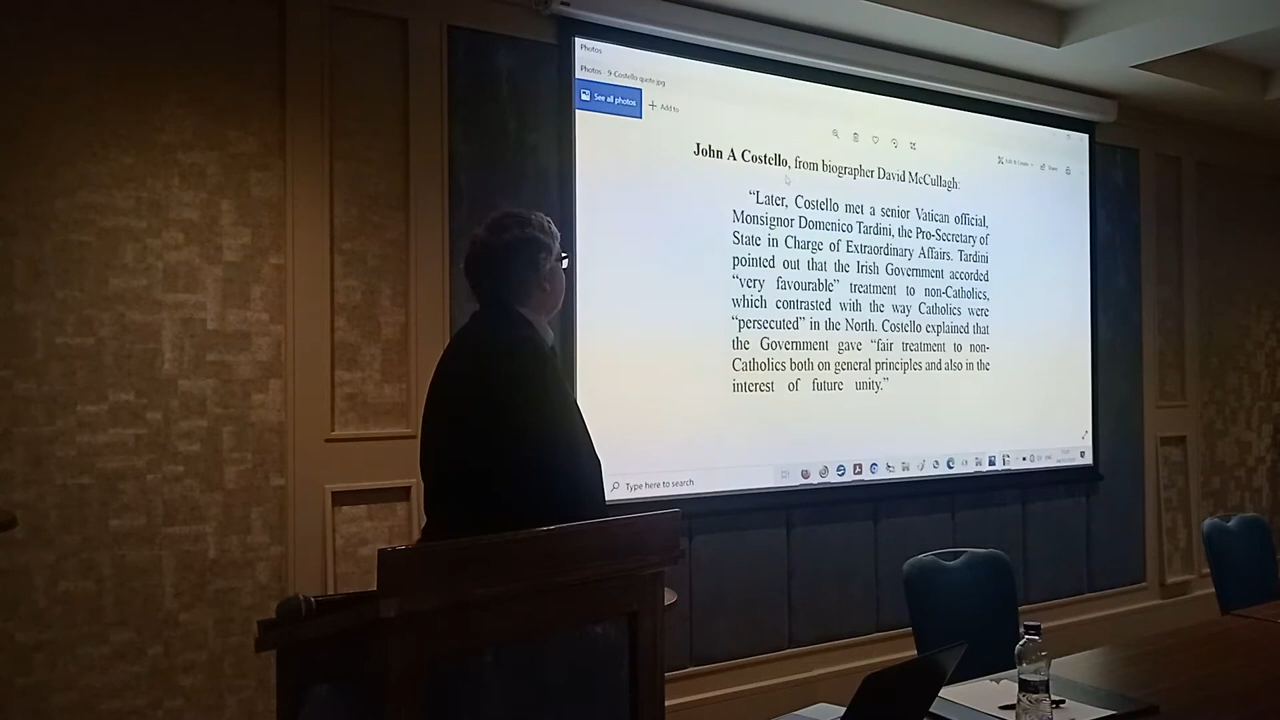 Photos
Photos - 9-Costello quote.jpg
See all photos
Add to
Edit & Create
Share
John A Costello, from biographer David McCullagh:
“Later, Costello met a senior Vatican official,
Monsignor Domenico Tardini, the Pro-Secretary of
State in Charge of Extraordinary Affairs. Tardini
pointed out that the Irish Government accorded
“very favourable” treatment to non-Catholics,
which contrasted with the way Catholics were
“persecuted” in the North. Costello explained that
the Government gave “fair treatment to non-
Catholics both on general principles and also in the
interest of future unity.”
Type here to search